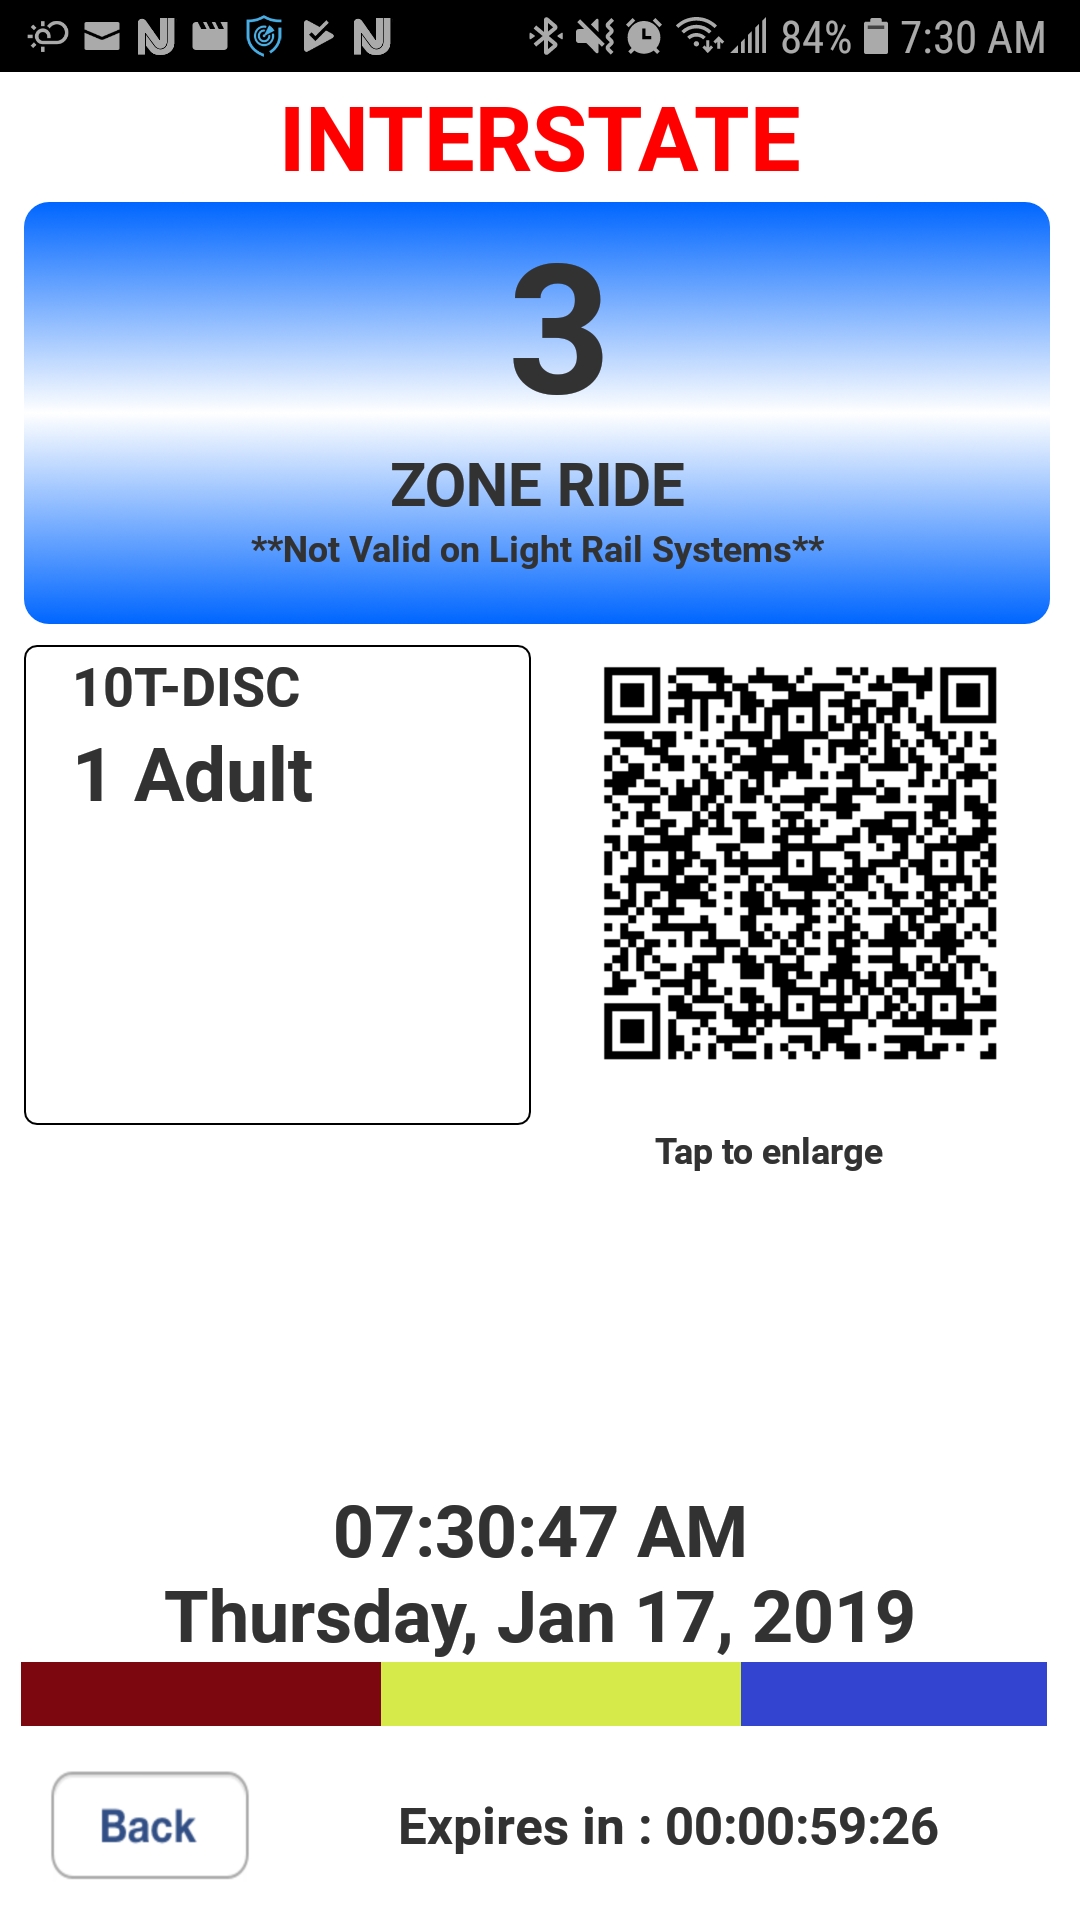 84% 7:30 AM
INTERSTATE
3
ZONE RIDE
**Not Valid on Light Rail Systems**
10T-DISC
1 Adult
Tap to enlarge
07:30:47 AM
Thursday, Jan 17, 2019
Back
Expires in : 00:00:59:26